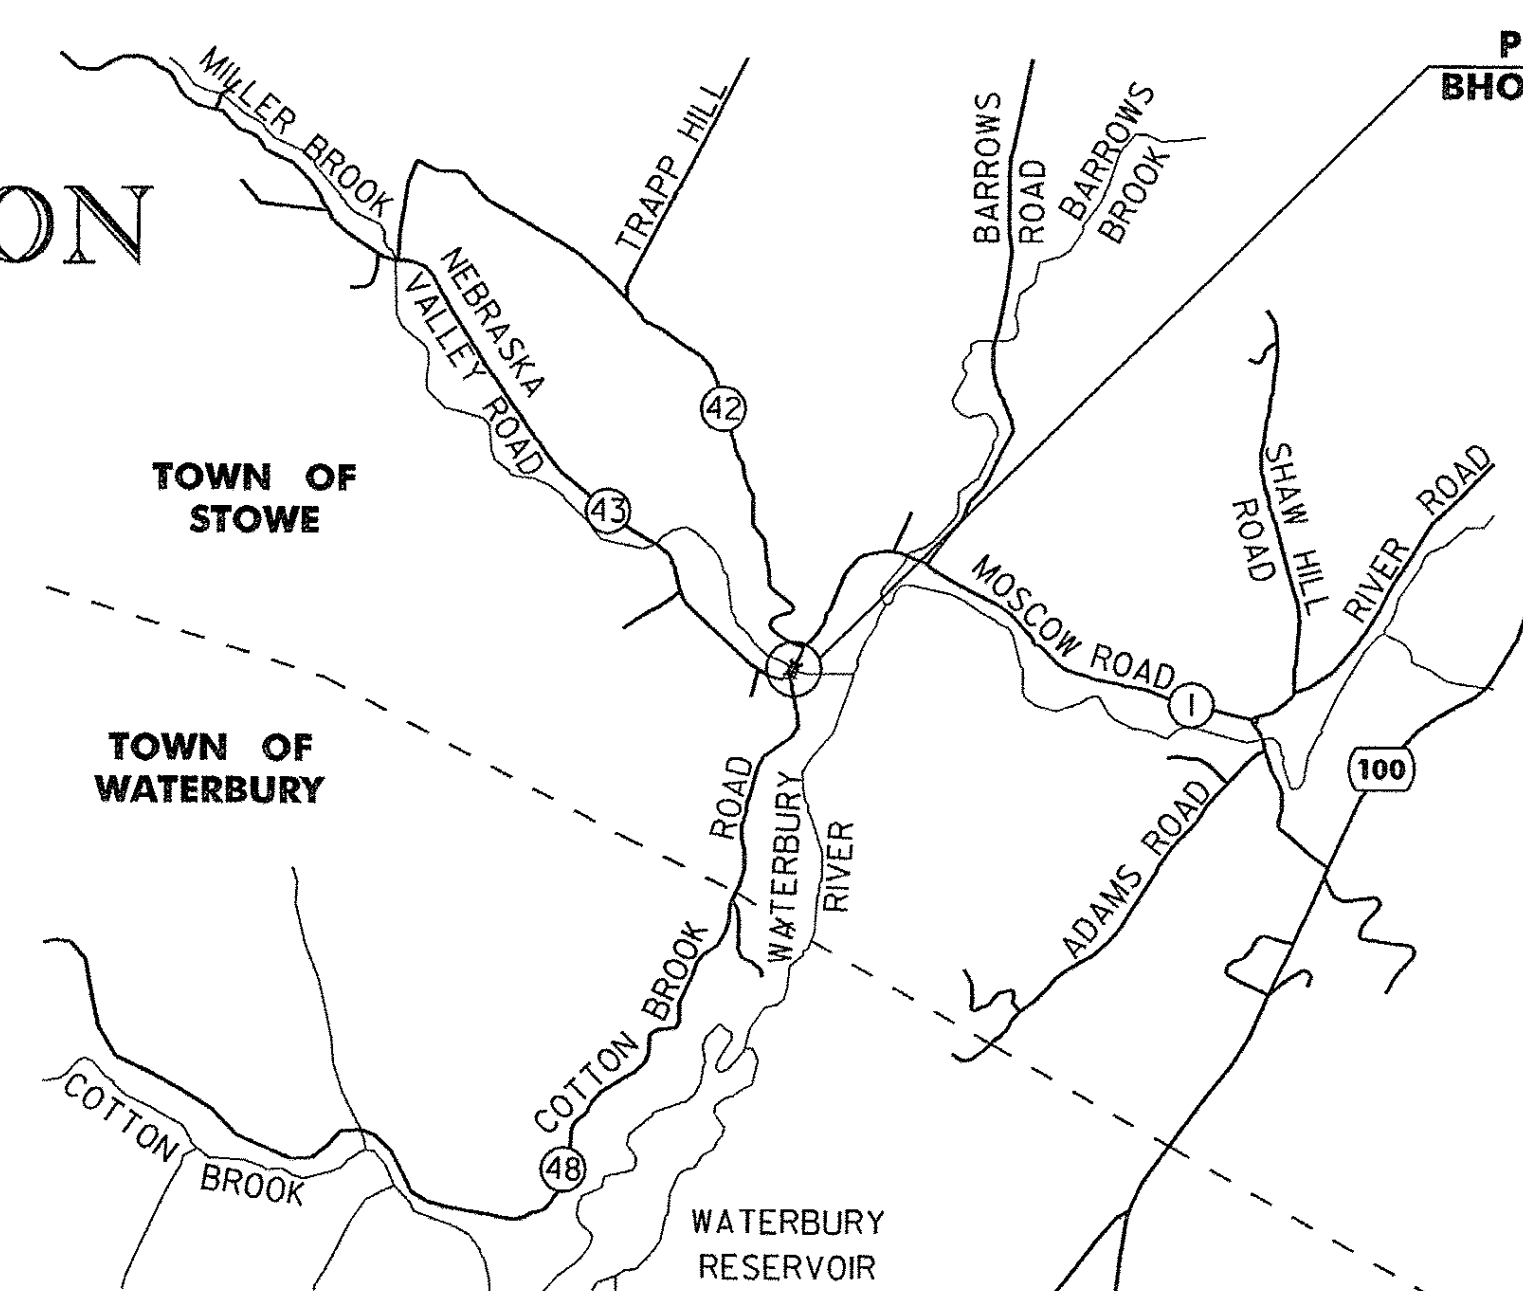 P
BHO
MILLER BROOK
TRAPP HILL
BARROWS
ROAD
BARROWS
BROOK
ON
NEBRASKA
VALLEY ROAD
42
43
TOWN OF
STOWE
SHAW HILL
ROAD
RIVER ROAD
MOSCOW ROAD
1
100
TOWN OF
WATERBURY
ROAD
WATERBURY
RIVER
ADAMS ROAD
COTTON BROOK
COTTON
BROOK
48
WATERBURY
RESERVOIR